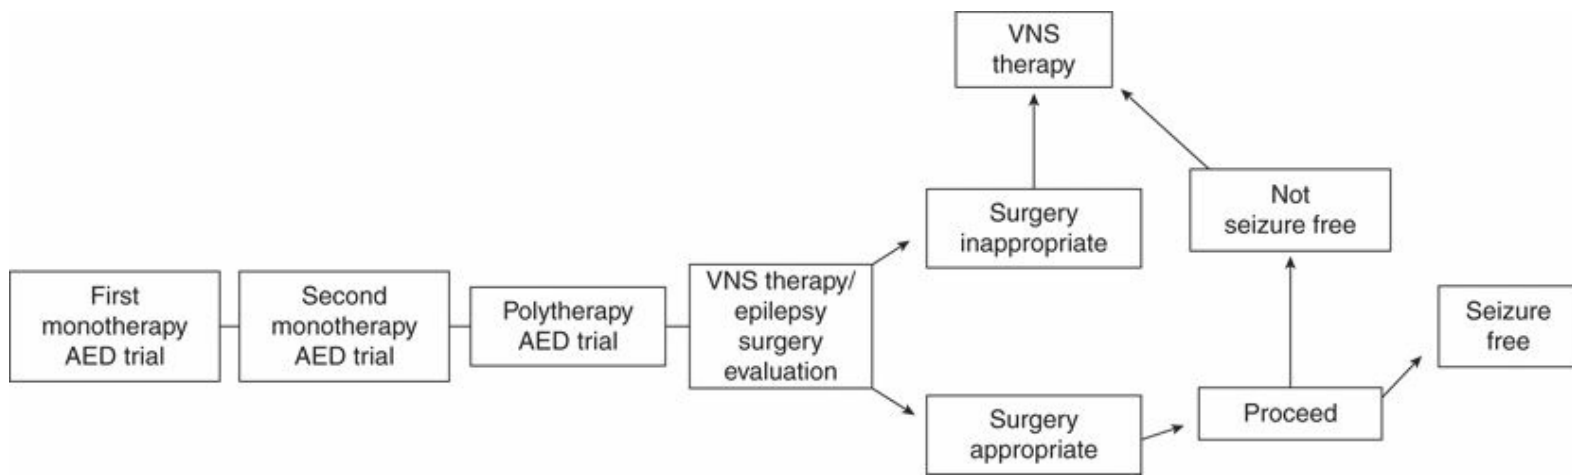 VNS
therapy
Surgery
inappropriate
Not
seizure free
First
monotherapy
AED trial
Second
monotherapy
AED trial
Polytherapy
AED trial
VNS therapy/
epilepsy
surgery
evaluation
Seizure
free
Surgery
appropriate
Proceed